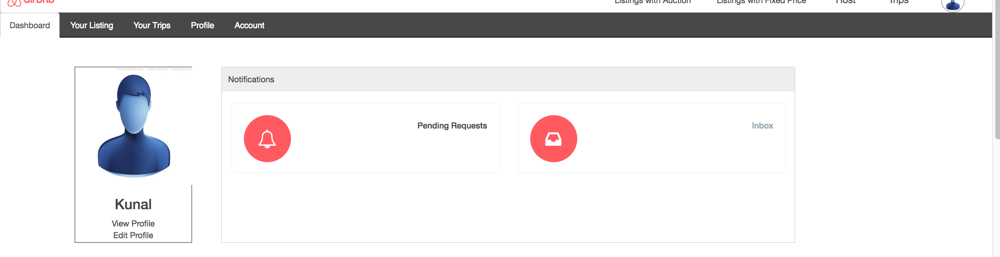 airbnb
Listings with Auction
Listings with Fixed Price
Host
Trips
Dashboard
Your Listing
Your Trips
Profile
Account
Notifications
Pending Requests
Inbox
Kunal
View Profile
Edit Profile